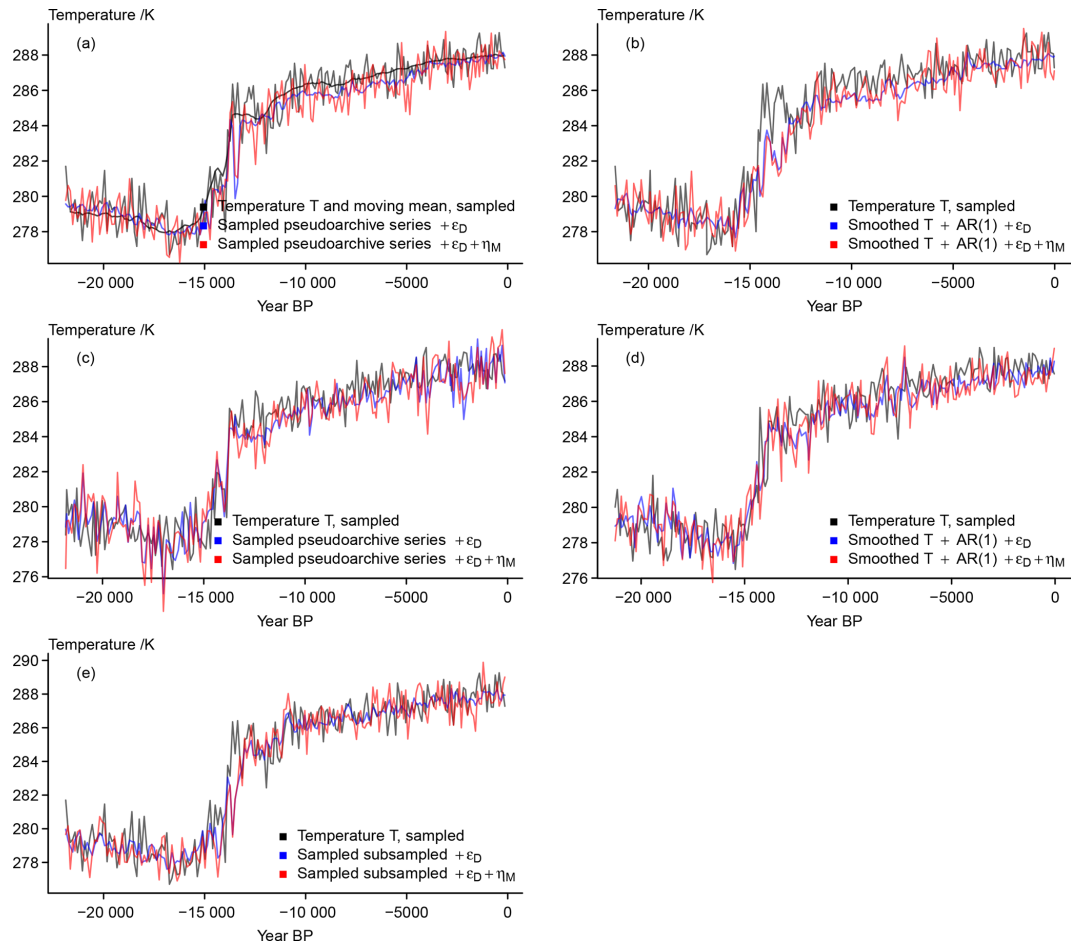 Temperature /K
(a)
288
286
284
282
280
278
Temperature T and moving mean, sampled
Sampled pseudoarchive series +εD
Sampled pseudoarchive series +εD+ηM
−20 000 −15 000 −10 000 −5000 0
Year BP
Temperature /K
(b)
288
286
284
282
280
278
Temperature T, sampled
Smoothed T + AR(1) +εD
Smoothed T + AR(1) +εD+ηM
−20 000 −15 000 −10 000 −5000 0
Year BP
Temperature /K
(c)
288
286
284
282
280
278
276
Temperature T, sampled
Sampled pseudoarchive series +εD
Sampled pseudoarchive series +εD+ηM
−20 000 −15 000 −10 000 −5000 0
Year BP
Temperature /K
(d)
288
286
284
282
280
278
276
Temperature T, sampled
Smoothed T + AR(1) +εD
Smoothed T + AR(1) +εD+ηM
−20 000 −15 000 −10 000 −5000 0
Year BP
Temperature /K
(e)
290
288
286
284
282
280
278
Temperature T, sampled
Sampled subsampled +εD
Sampled subsampled +εD+ηM
−20 000 −15 000 −10 000 −5000 0
Year BP